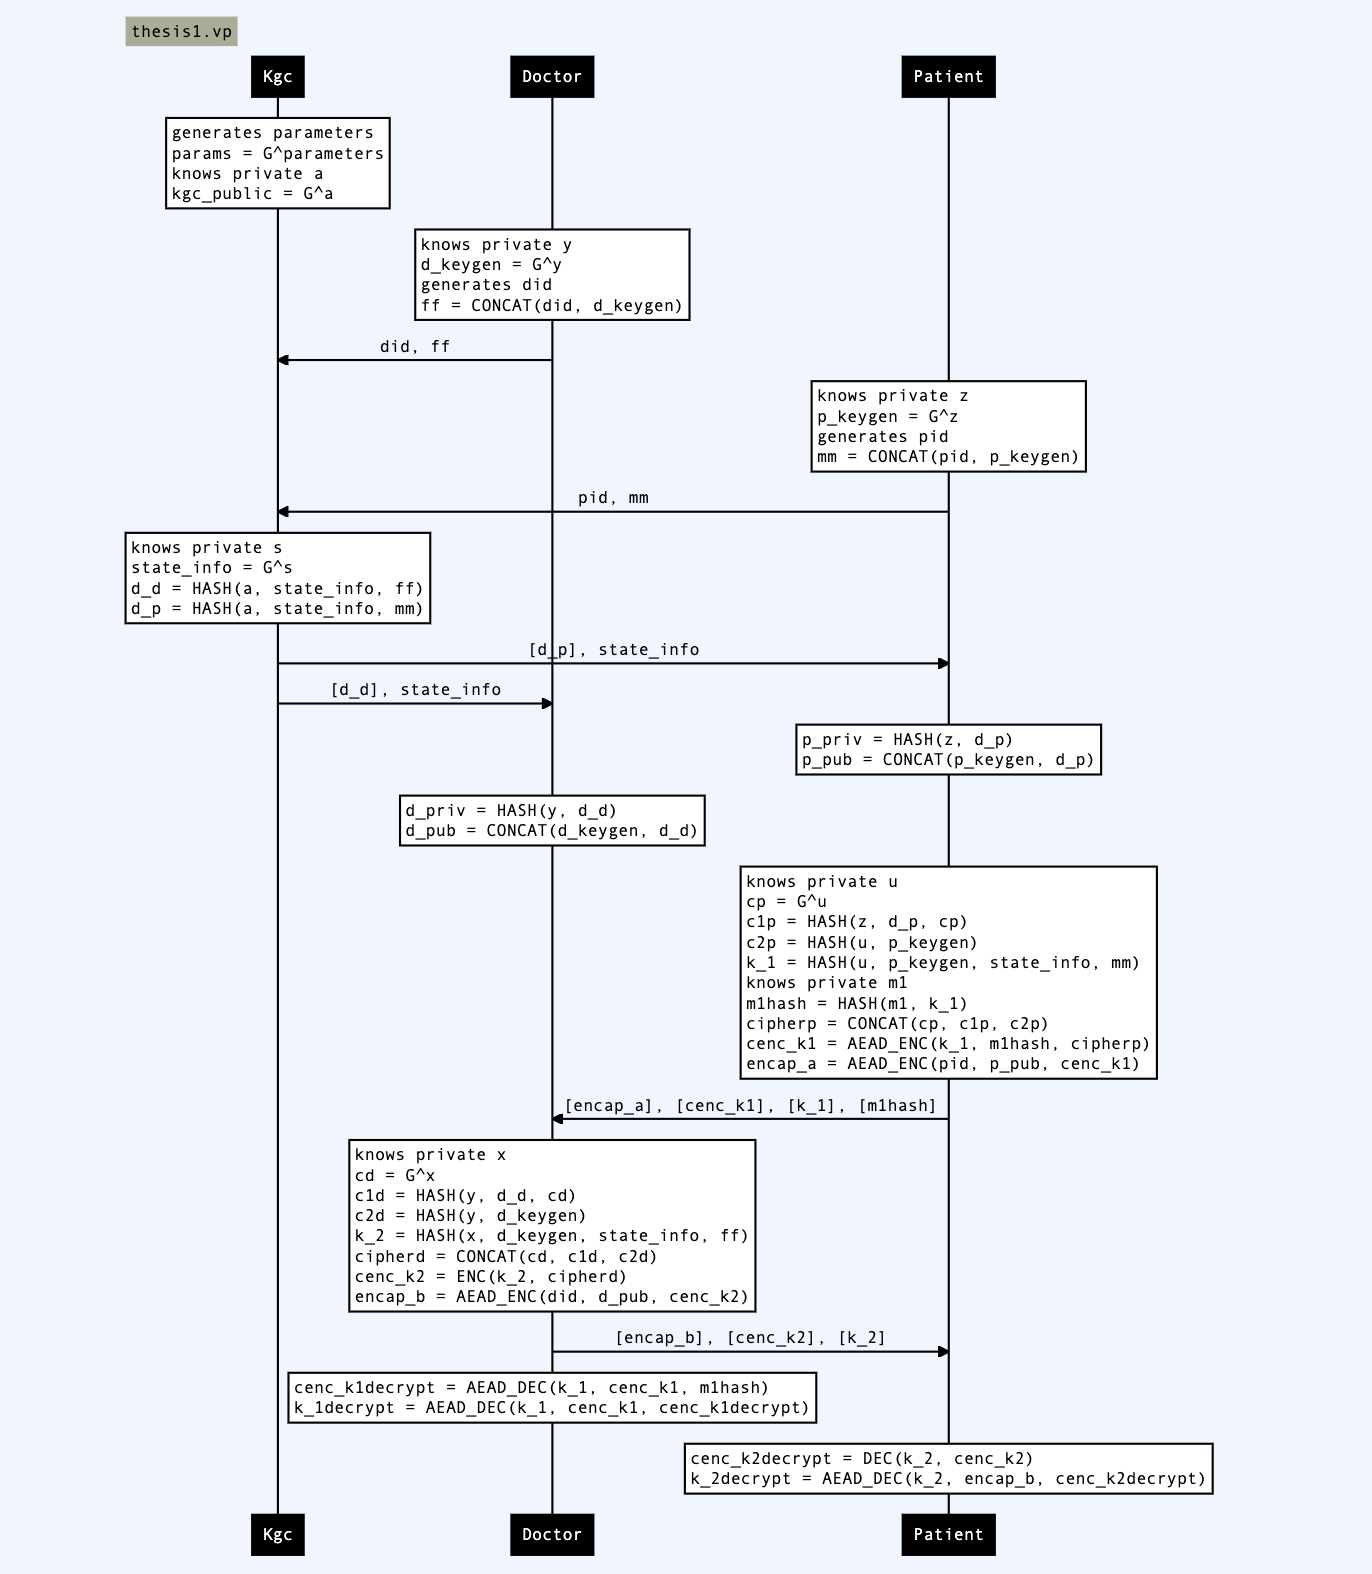 thesis1.vp
Kgc
Doctor
Patient
generates parameters
params = G^parameters
knows private a
kgc_public = G^a
knows private y
d_keygen = G^y
generates did
ff = CONCAT(did, d_keygen)
did, ff
knows private z
p_keygen = G^z
generates pid
mm = CONCAT(pid, p_keygen)
pid, mm
knows private s
state_info = G^s
d_d = HASH(a, state_info, ff)
d_p = HASH(a, state_info, mm)
[d_p], state_info
[d_d], state_info
p_priv = HASH(z, d_p)
p_pub = CONCAT(p_keygen, d_p)
d_priv = HASH(y, d_d)
d_pub = CONCAT(d_keygen, d_d)
knows private u
cp = G^u
c1p = HASH(z, d_p, cp)
c2p = HASH(u, p_keygen)
k_1 = HASH(u, p_keygen, state_info, mm)
knows private m1
m1hash = HASH(m1, k_1)
cipherp = CONCAT(cp, c1p, c2p)
cenc_k1 = AEAD_ENC(k_1, m1hash, cipherp)
encap_a = AEAD_ENC(pid, p_pub, cenc_k1)
[encap_a], [cenc_k1], [k_1], [m1hash]
knows private x
cd = G^x
c1d = HASH(y, d_d, cd)
c2d = HASH(y, d_keygen)
k_2 = HASH(x, d_keygen, state_info, ff)
cipherd = CONCAT(cd, c1d, c2d)
cenc_k2 = ENC(k_2, cipherd)
encap_b = AEAD_ENC(did, d_pub, cenc_k2)
[encap_b], [cenc_k2], [k_2]
cenc_k1decrypt = AEAD_DEC(k_1, cenc_k1, m1hash)
k_1decrypt = AEAD_DEC(k_1, cenc_k1, cenc_k1decrypt)
cenc_k2decrypt = DEC(k_2, cenc_k2)
k_2decrypt = AEAD_DEC(k_2, encap_b, cenc_k2decrypt)
Kgc
Doctor
Patient